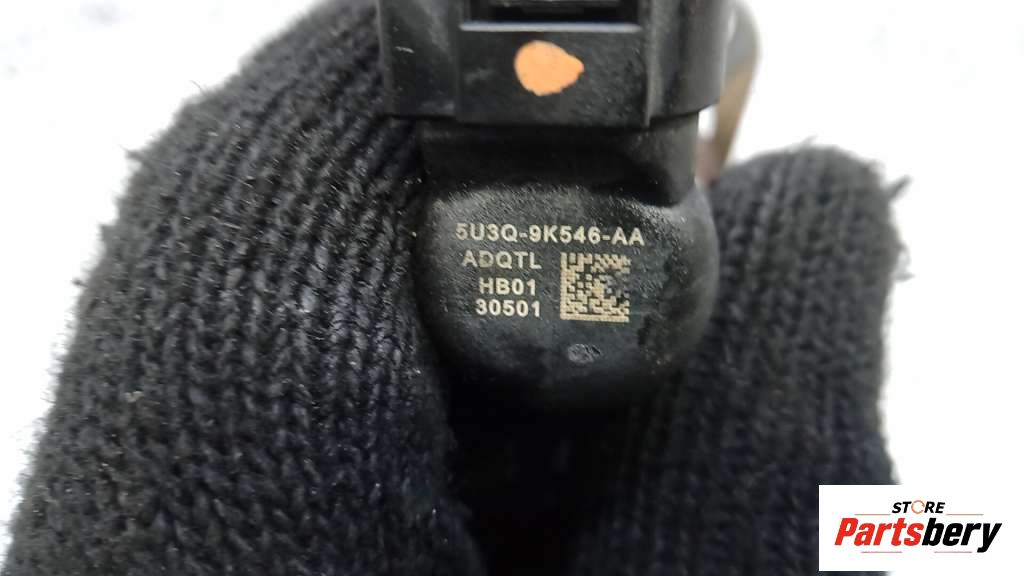 5U3Q-9K546-AA
ADQTL
HB01
30501
STORE
Partsbery